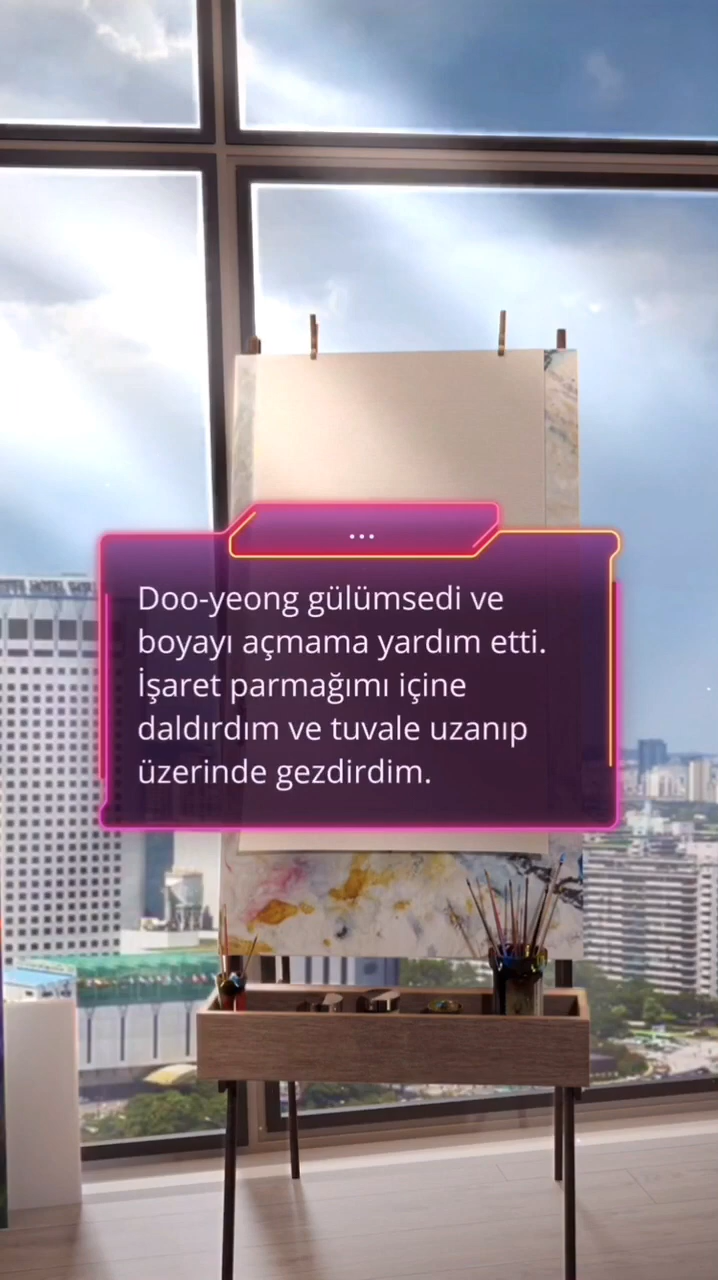 ...
Doo-yeong gülümsedi ve
boyayı açmama yardım etti.
İşaret parmağımı içine
daldırdım ve tuvale uzanıp
üzerinde gezdirdim.